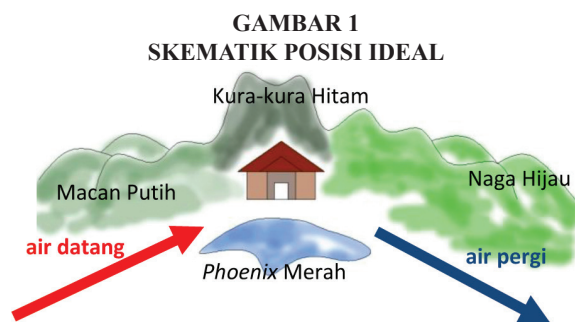 GAMBAR 1
SKEMATIK POSISI IDEAL
Kura-kura Hitam
Macan Putih
Naga Hijau
air datang
air pergi
Phoenix Merah